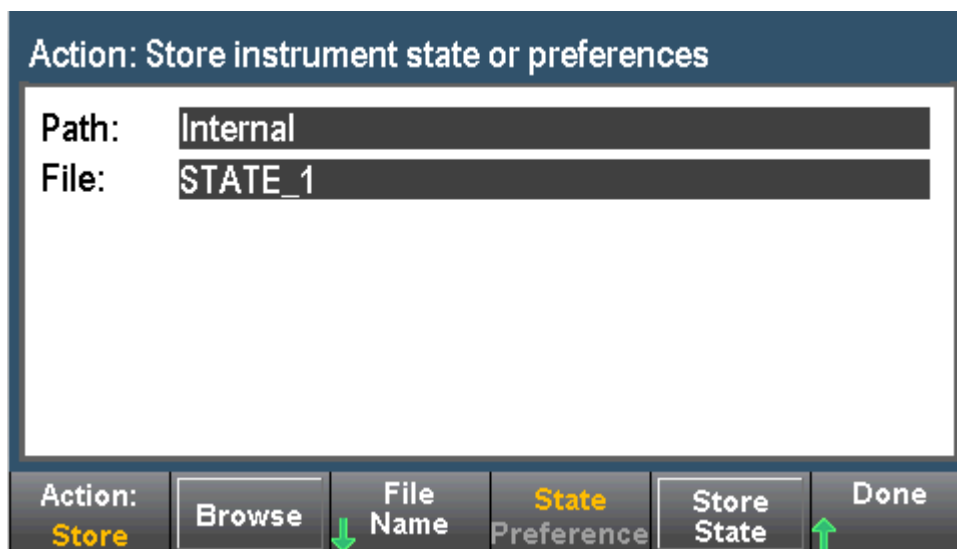 Action: Store instrument state or preferences
Path: Internal
File: STATE_1
Action:
Store
Browse
File
Name
State
Preference
Store
State
Done